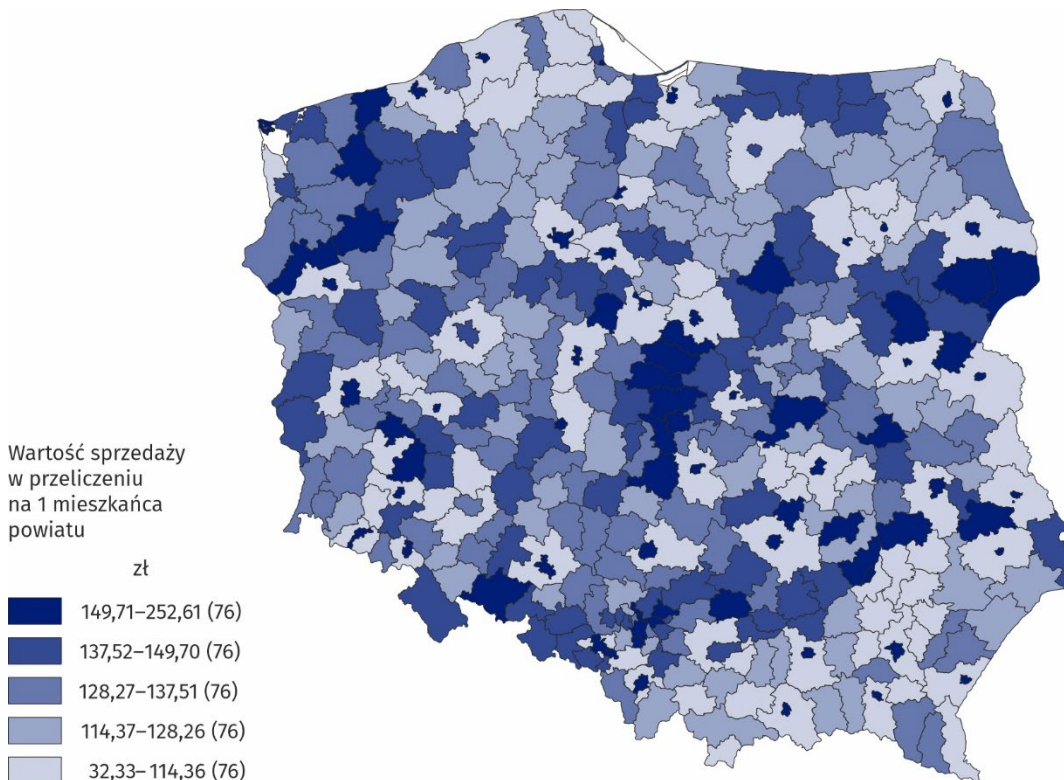 Wartość sprzedaży
w przeliczeniu
na 1 mieszkańca
powiatu
zł
149,71–252,61 (76)
137,52–149,70 (76)
128,27–137,51 (76)
114,37–128,26 (76)
32,33–114,36 (76)